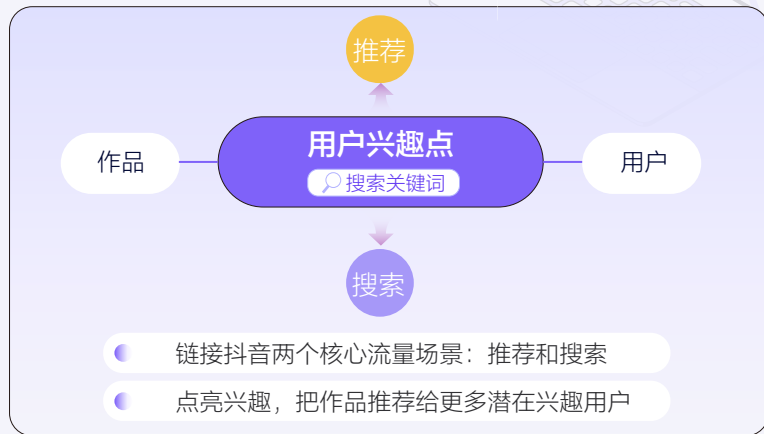 推荐
作品
用户兴趣点
搜索关键词
用户
搜索
链接抖音两个核心流量场景：推荐和搜索
点亮兴趣，把作品推荐给更多潜在兴趣用户